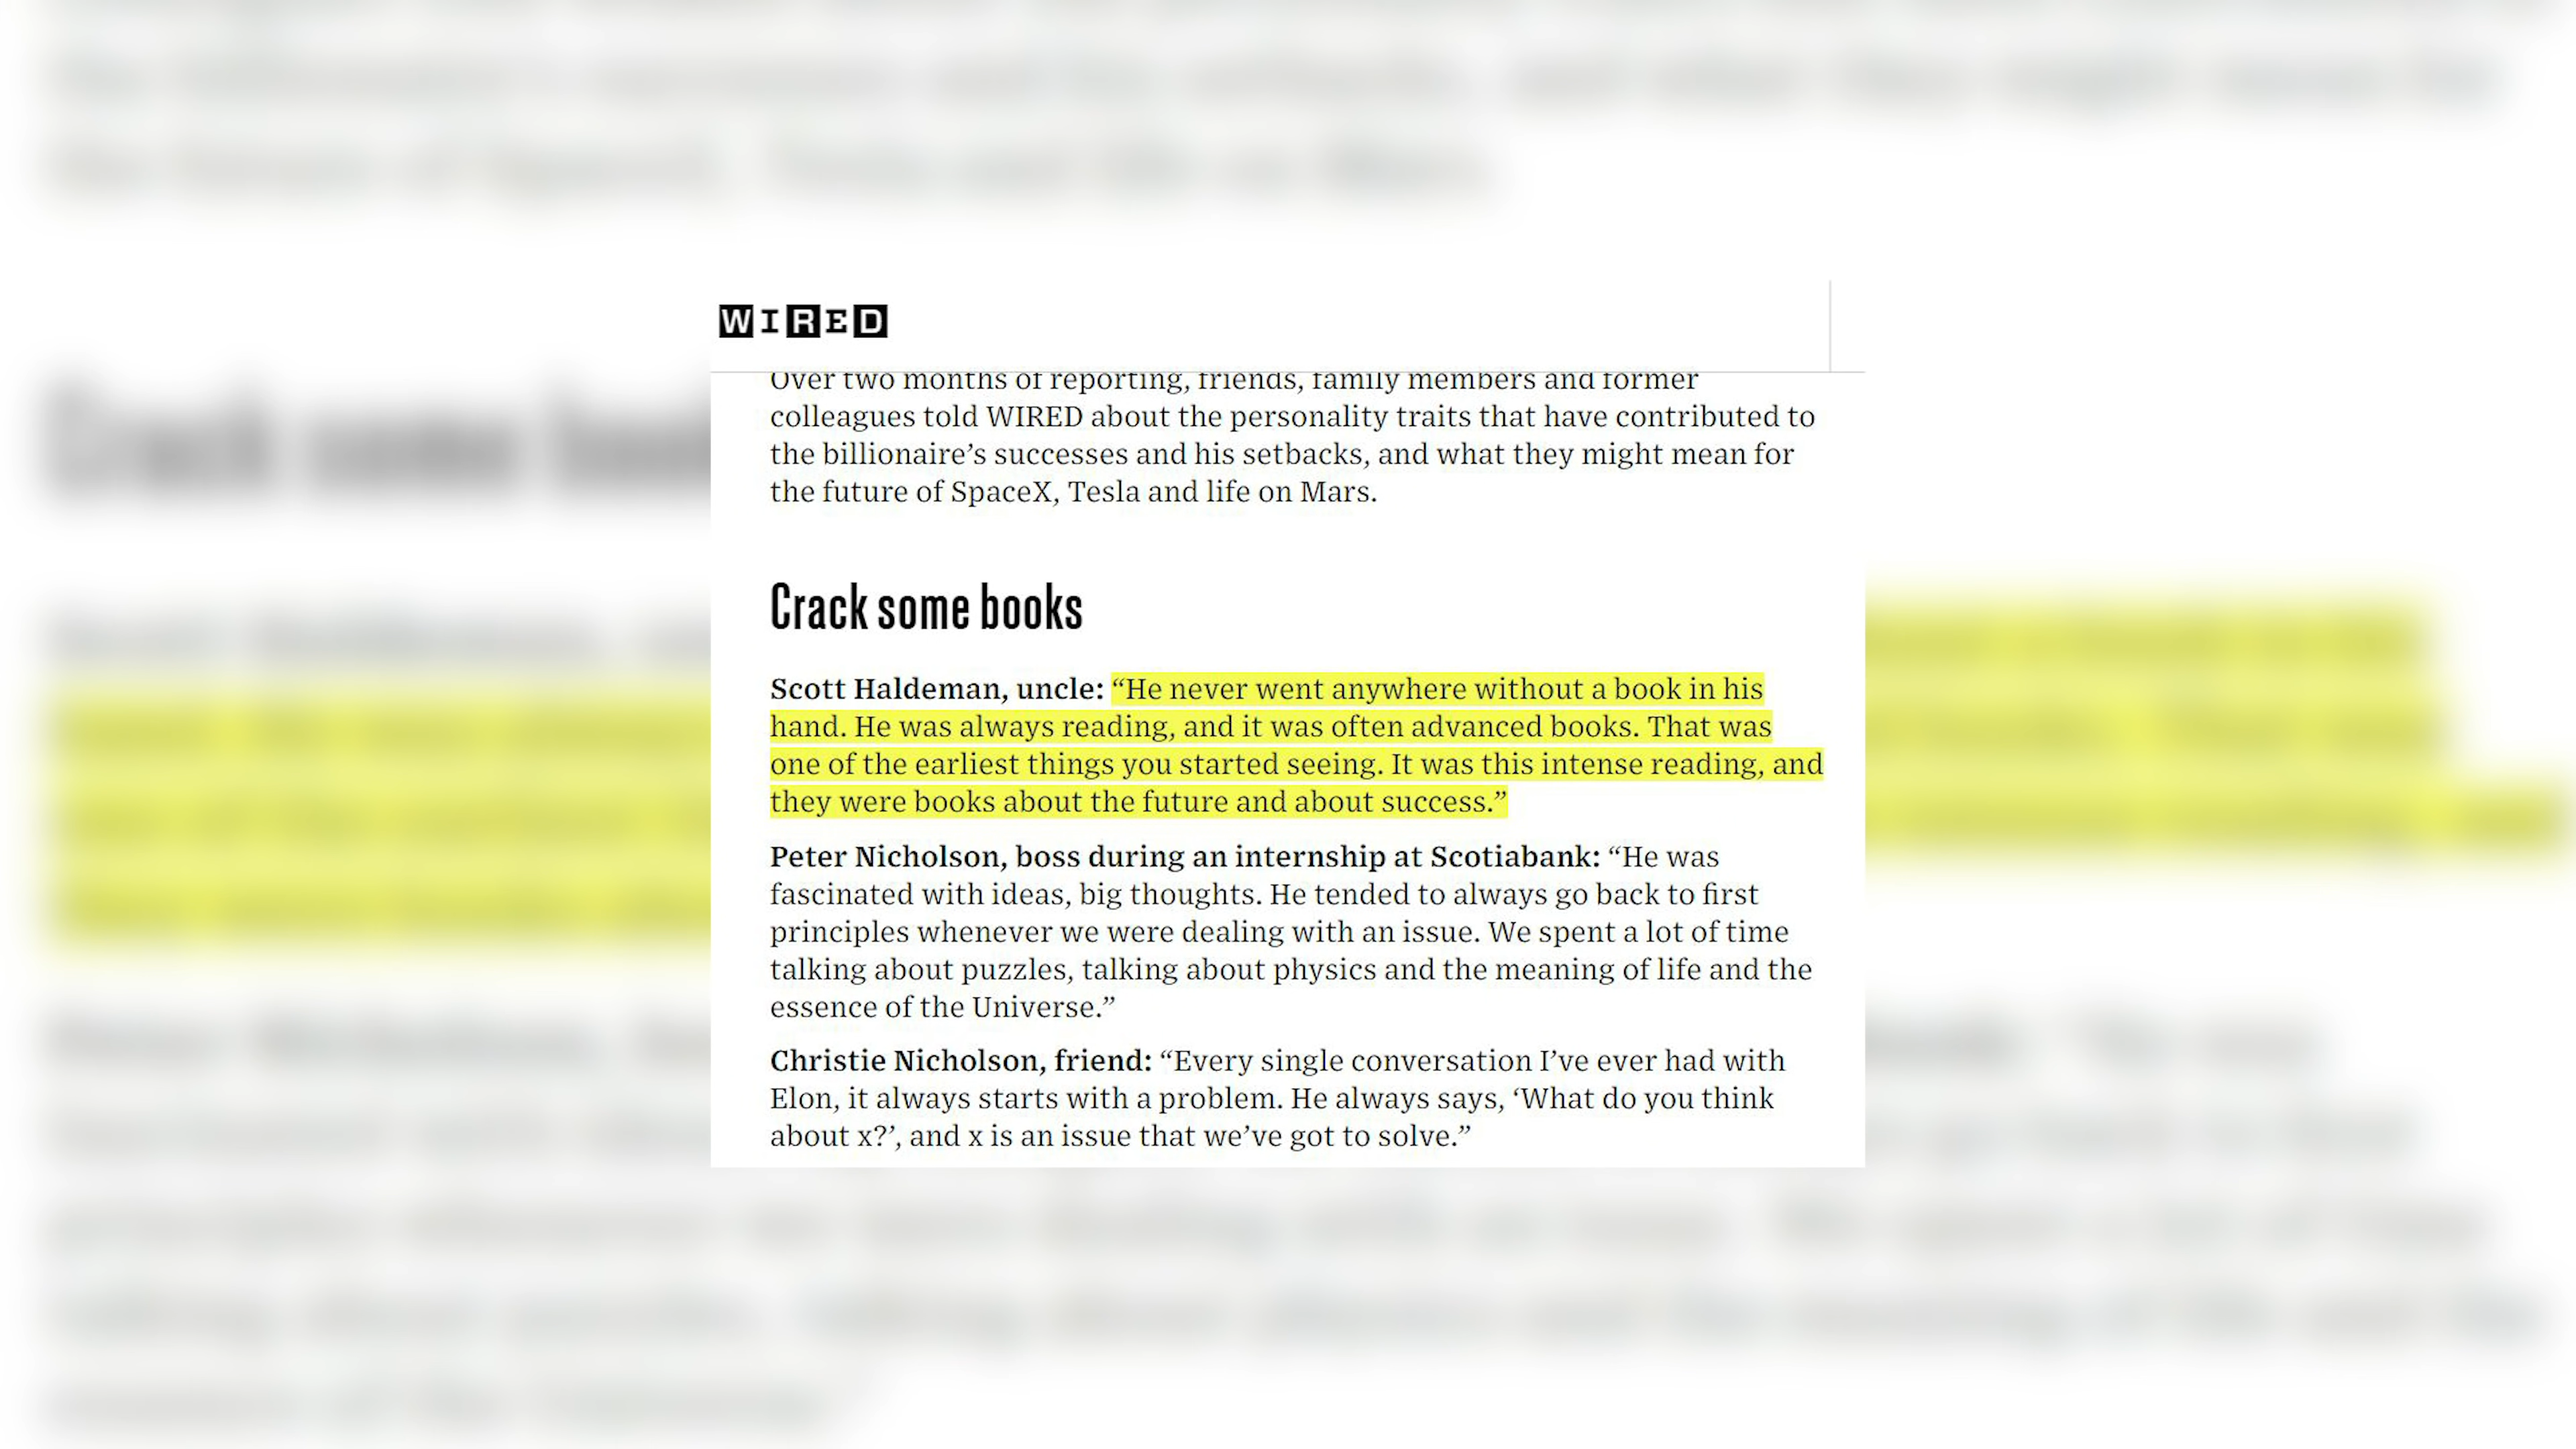 WIRED
Over two months of reporting, friends, family members and former
colleagues told WIRED about the personality traits that have contributed to
the billionaire’s successes and his setbacks, and what they might mean for
the future of SpaceX, Tesla and life on Mars.
Crack some books
Scott Haldeman, uncle: “He never went anywhere without a book in his
hand. He was always reading, and it was often advanced books. That was
one of the earliest things you started seeing. It was this intense reading, and
they were books about the future and about success.”
Peter Nicholson, boss during an internship at Scotiabank: “He was
fascinated with ideas, big thoughts. He tended to always go back to first
principles whenever we were dealing with an issue. We spent a lot of time
talking about puzzles, talking about physics and the meaning of life and the
essence of the Universe.”
Christie Nicholson, friend: “Every single conversation I’ve ever had with
Elon, it always starts with a problem. He always says, ‘What do you think
about x?’, and x is an issue that we’ve got to solve.”